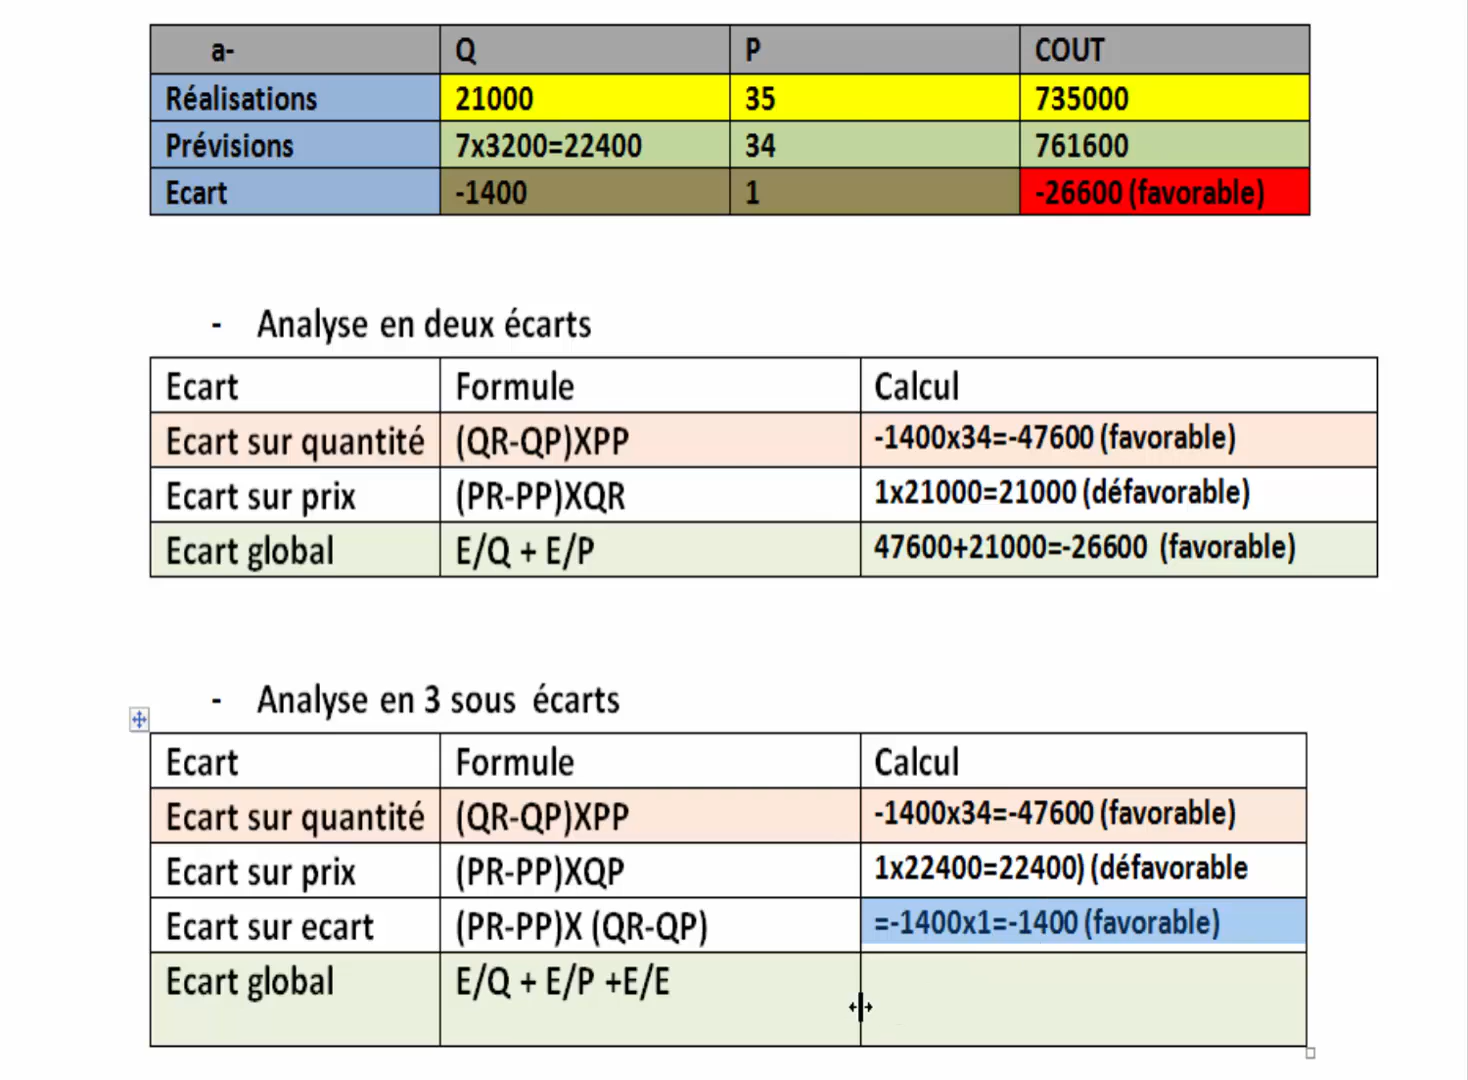 a- Q P COUT
Réalisations 21000 35 735000
Prévisions 7x3200=22400 34 761600
Ecart -1400 1 -26600 (favorable)
- Analyse en deux écarts
Ecart Formule Calcul
Ecart sur quantité (QR-QP)XPP -1400x34=-47600 (favorable)
Ecart sur prix (PR-PP)XQR 1x21000=21000 (défavorable)
Ecart global E/Q + E/P 47600+21000=-26600 (favorable)
- Analyse en 3 sous écarts
Ecart Formule Calcul
Ecart sur quantité (QR-QP)XPP -1400x34=-47600 (favorable)
Ecart sur prix (PR-PP)XQP 1x22400=22400) (défavorable
Ecart sur ecart (PR-PP)X (QR-QP) =-1400x1=-1400 (favorable)
Ecart global E/Q + E/P +E/E